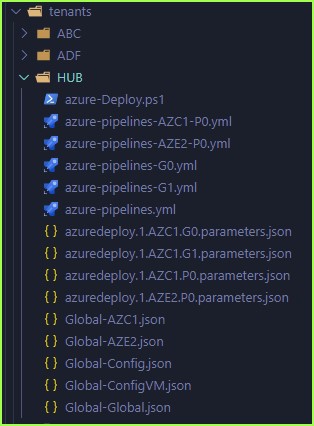 tenants
ABC
ADF
HUB
azure-Deploy.ps1
azure-pipelines-AZC1-P0.yml
azure-pipelines-AZE2-P0.yml
azure-pipelines-G0.yml
azure-pipelines-G1.yml
azure-pipelines.yml
azuredeploy.1.AZC1.G0.parameters.json
azuredeploy.1.AZC1.G1.parameters.json
azuredeploy.1.AZC1.P0.parameters.json
azuredeploy.1.AZE2.P0.parameters.json
Global-AZC1.json
Global-AZE2.json
Global-Config.json
Global-ConfigVM.json
Global-Global.json